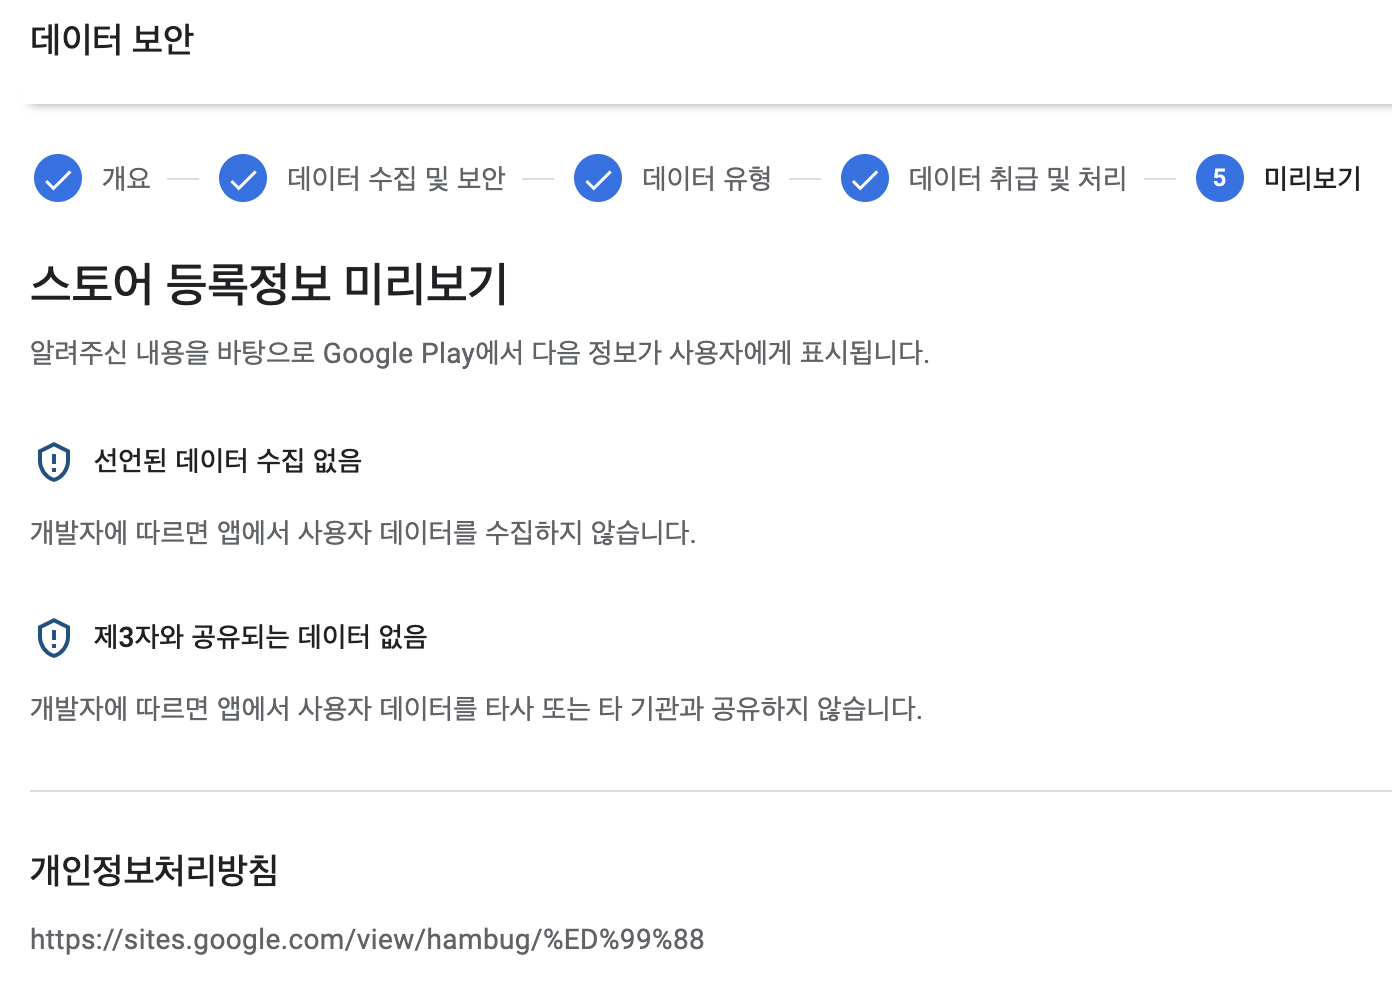 데이터 보안
개요 데이터 수집 및 보안 데이터 유형 데이터 취급 및 처리 5 미리보기
스토어 등록정보 미리보기
알려주신 내용을 바탕으로 Google Play에서 다음 정보가 사용자에게 표시됩니다.
선언된 데이터 수집 없음
개발자에 따르면 앱에서 사용자 데이터를 수집하지 않습니다.
제3자와 공유되는 데이터 없음
개발자에 따르면 앱에서 사용자 데이터를 타사 또는 타 기관과 공유하지 않습니다.
개인정보처리방침
https://sites.google.com/view/hambug/%ED%99%88